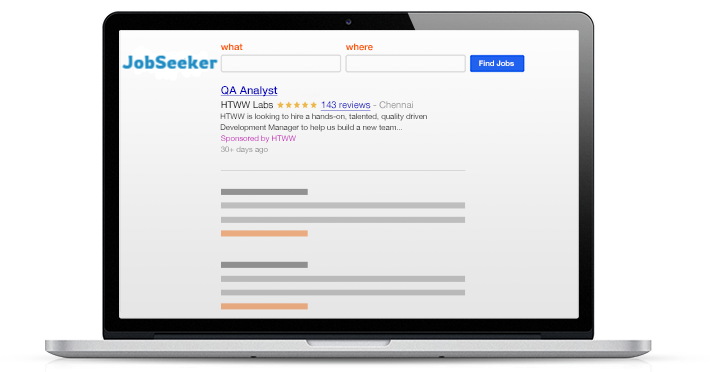 what where
JobSeeker
Find Jobs
QA Analyst
HTWW Labs ★★★★★ 143 reviews - Chennai
HTWW is looking to hire a hands-on, talented, quality driven
Development Manager to help us build a new team...
Sponsored by HTWW
30+ days ago